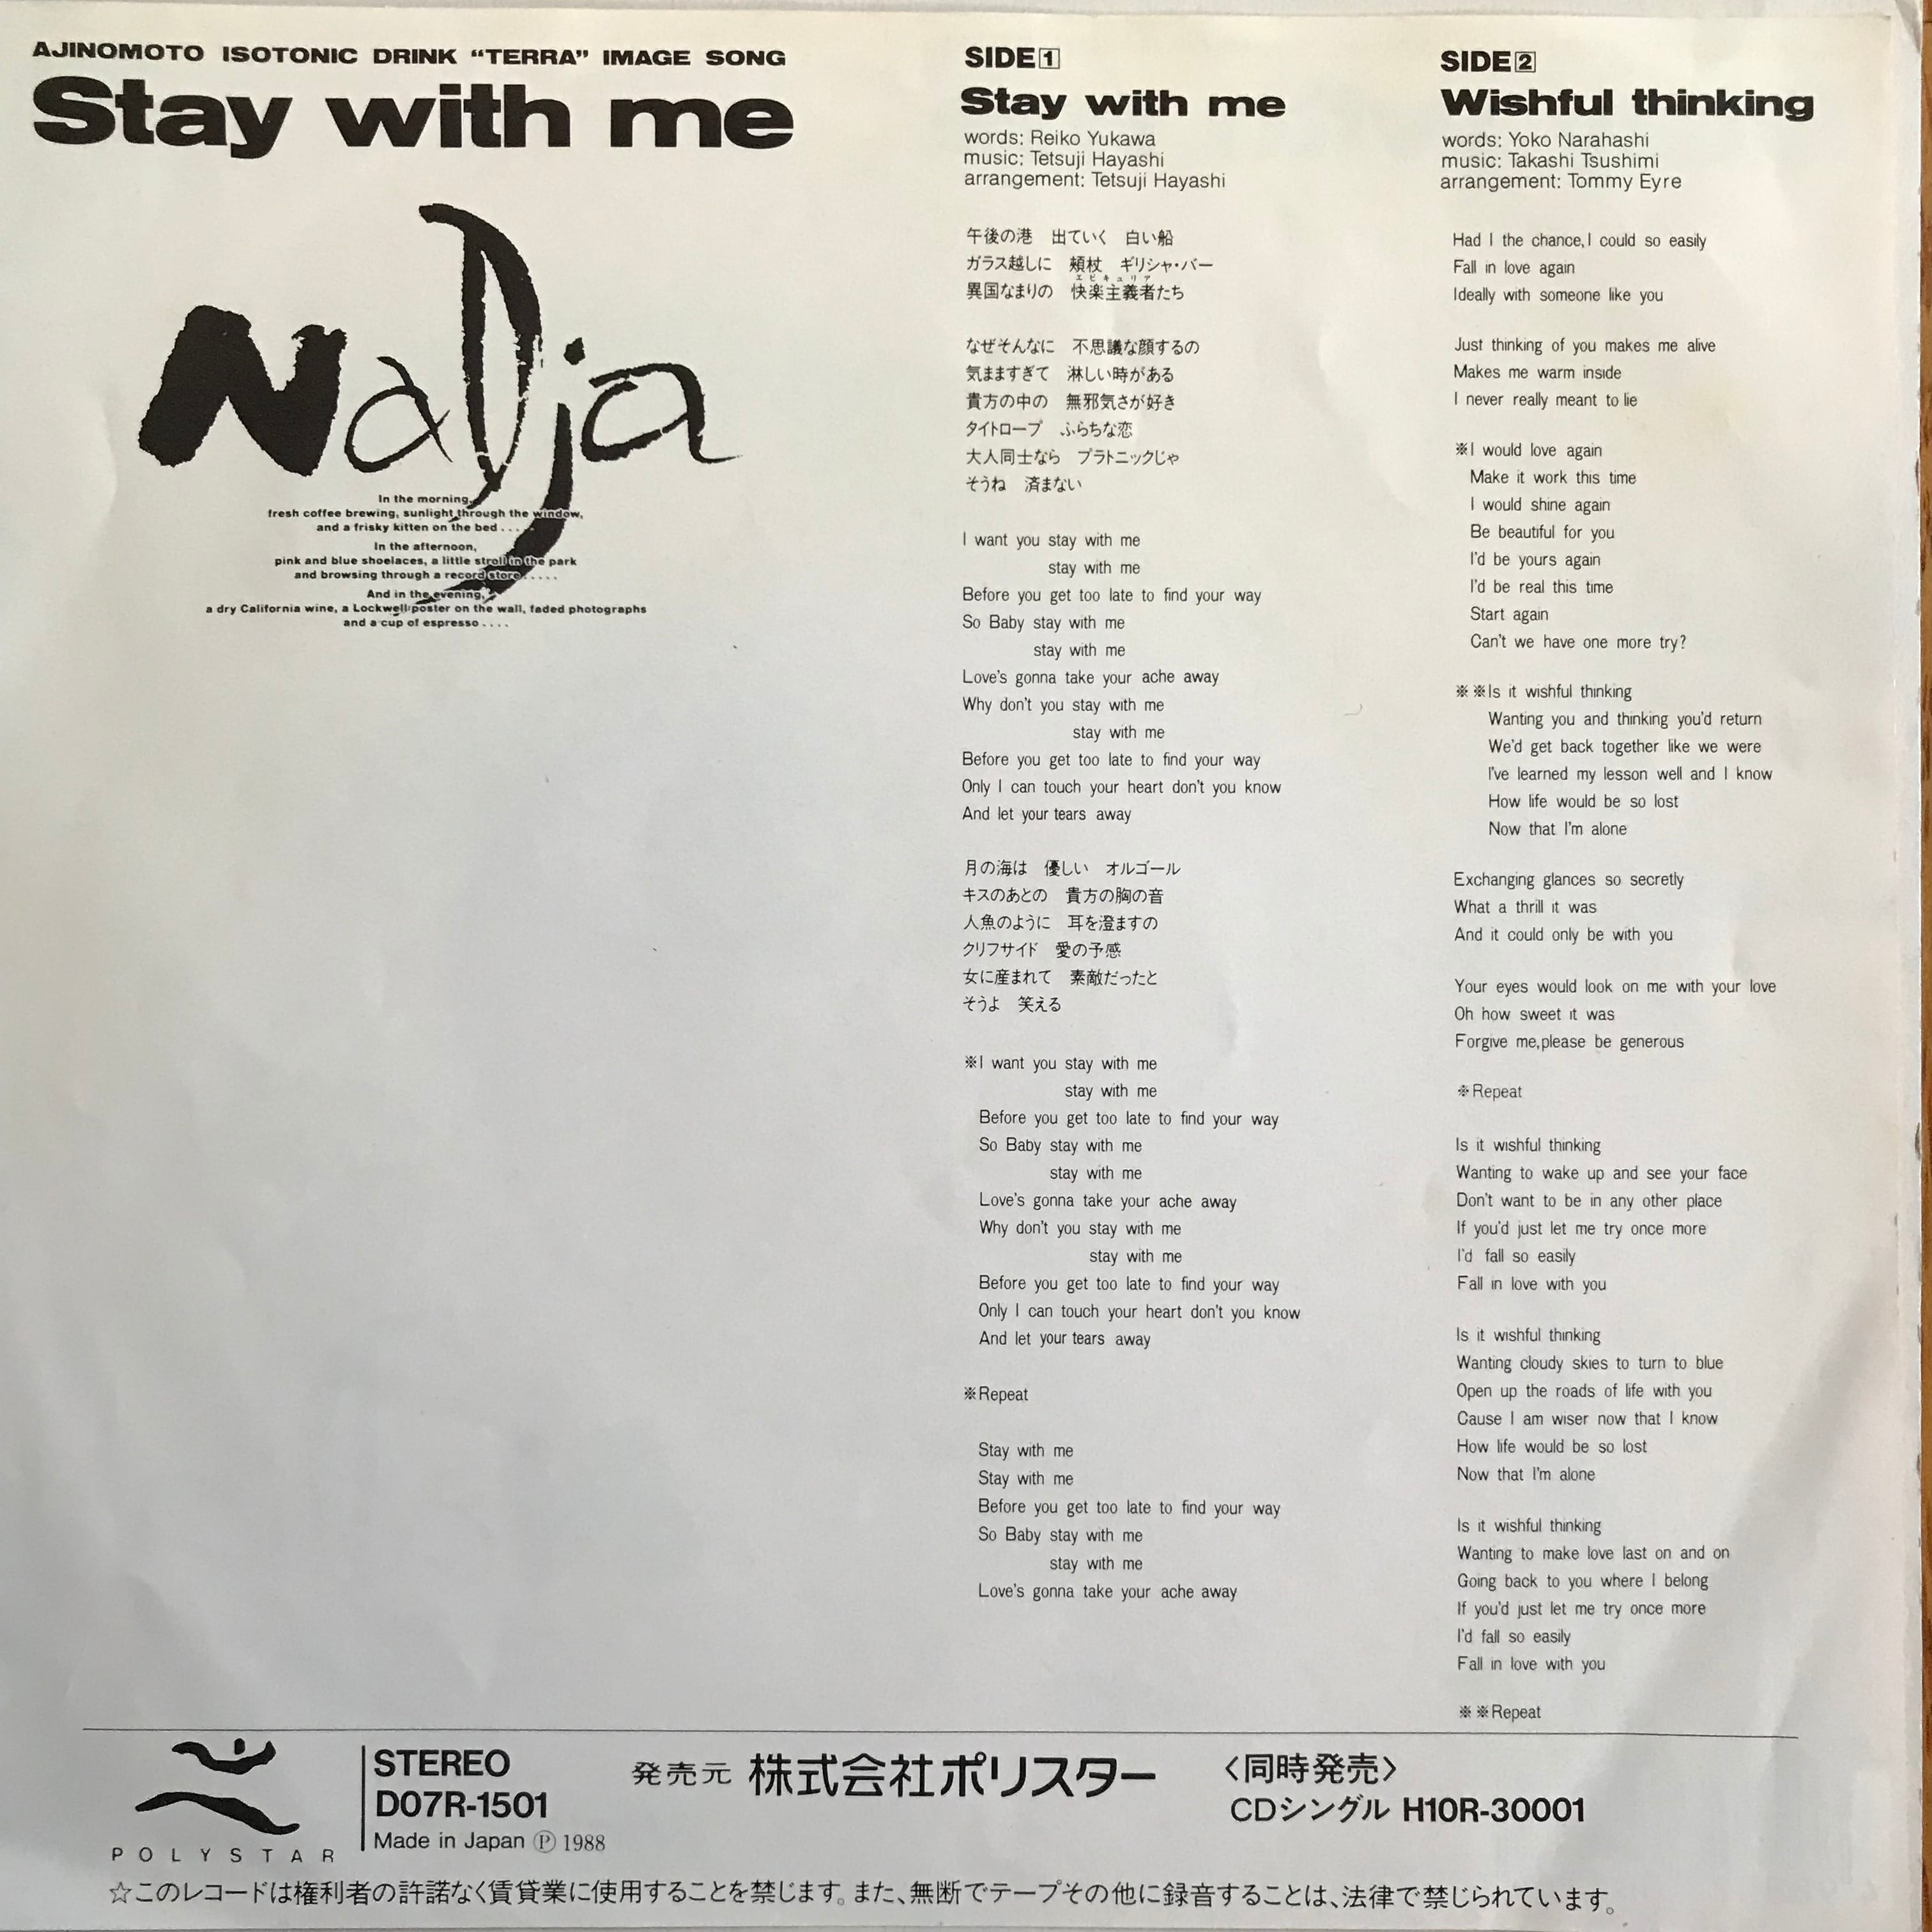 AJINOMOTO ISOTONIC DRINK “TERRA” IMAGE SONG
Stay with me
NaDja
In the morning,
fresh coffee brewing, sunlight through the window,
and a frisky kitten on the bed . . . . .
In the afternoon,
pink and blue shoelaces, a little stroll in the park
and browsing through a record store . . . . .
And in the evening,
a dry California wine, a Lockwell poster on the wall, faded photographs
and a cup of espresso . . . .
SIDE 1
Stay with me
words: Reiko Yukawa
music: Tetsuji Hayashi
arrangement: Tetsuji Hayashi
午後の港　出ていく　白い船
ガラス越しに　頬杖　ギリシャ・バー
エピキュリア
異国なまりの　快楽主義者たち
なぜそんなに　不思議な顔するの
気ままずぎて　淋しい時がある
貴方の中の　無邪気さが好き
タイトロープ　ふらちな恋
大人同士なら　プラトニックじゃ
そうね　済まない
I want you stay with me
stay with me
Before you get too late to find your way
So Baby stay with me
stay with me
Love's gonna take your ache away
Why don't you stay with me
stay with me
Before you get too late to find your way
Only I can touch your heart don't you know
And let your tears away
月の海は　優しい　オルゴール
キスのあとの　貴方の胸の音
人魚のように　耳を澄ますの
クリフサイド　愛の予感
女に産まれて　素敵だったと
そうよ　笑える
※I want you stay with me
stay with me
Before you get too late to find your way
So Baby stay with me
stay with me
Love's gonna take your ache away
Why don't you stay with me
stay with me
Before you get too late to find your way
Only I can touch your heart don't you know
And let your tears away
※Repeat
Stay with me
Stay with me
Before you get too late to find your way
So Baby stay with me
stay with me
Love's gonna take your ache away
SIDE 2
Wishful thinking
words: Yoko Narahashi
music: Takashi Tsushimi
arrangement: Tommy Eyre
Had I the chance,I could so easily
Fall in love again
Ideally with someone like you
Just thinking of you makes me alive
Makes me warm inside
I never really meant to lie
※I would love again
Make it work this time
I would shine again
Be beautiful for you
I'd be yours again
I'd be real this time
Start again
Can't we have one more try?
※※Is it wishful thinking
Wanting you and thinking you'd return
We'd get back together like we were
I've learned my lesson well and I know
How life would be so lost
Now that I'm alone
Exchanging glances so secretly
What a thrill it was
And it could only be with you
Your eyes would look on me with your love
Oh how sweet it was
Forgive me,please be generous
※Repeat
Is it wishful thinking
Wanting to wake up and see your face
Don't want to be in any other place
If you'd just let me try once more
I'd fall so easily
Fall in love with you
Is it wishful thinking
Wanting cloudy skies to turn to blue
Open up the roads of life with you
Cause I am wiser now that I know
How life would be so lost
Now that I'm alone
Is it wishful thinking
Wanting to make love last on and on
Going back to you where I belong
If you'd just let me try once more
I'd fall so easily
Fall in love with you
※※Repeat
POLYSTAR
STEREO
D07R-1501
Made in Japan Ⓟ 1988
発売元 株式会社ポリスター
〈同時発売〉
CDシングル H10R-30001
☆このレコードは権利者の許諾なく賃貸業に使用することを禁じます。また、無断でテープその他に録音することは、法律で禁じられています。